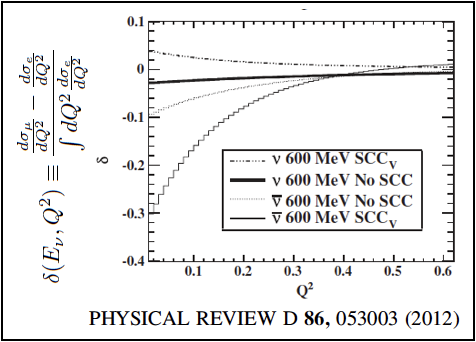 δ(E_ν, Q²) ≡ (dσ_μ/dQ² − dσ_e/dQ²) / ∫ dQ² dσ_e/dQ²
0.1
0
-0.1
-0.2
-0.3
-0.4
δ
ν 600 MeV SCC_V
ν 600 MeV No SCC
ν̅ 600 MeV No SCC
ν̅ 600 MeV SCC_V
0.1 0.2 0.3 0.4 0.5 0.6
Q²
PHYSICAL REVIEW D 86, 053003 (2012)